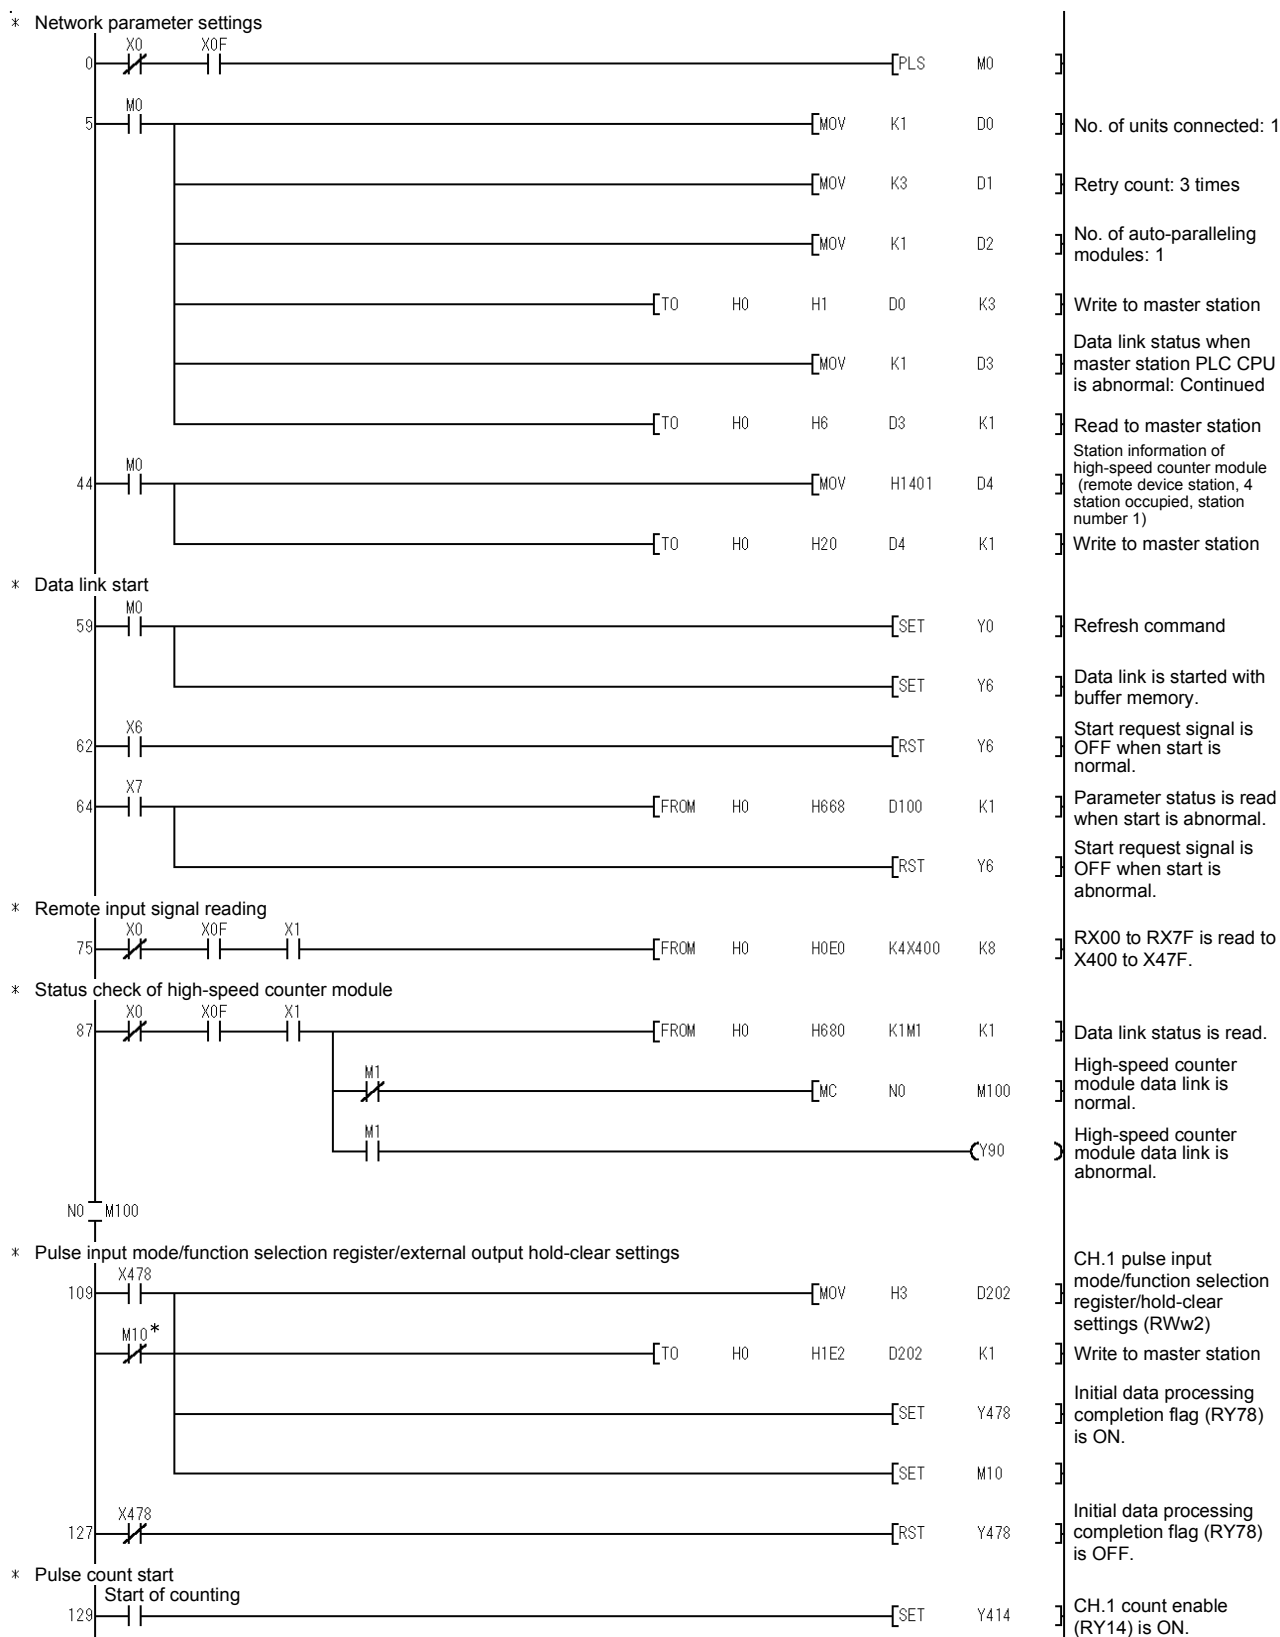 * Network parameter settings
X0 X0F
0 [PLS M0 ]
M0
5 [MOV K1 D0 ] No. of units connected: 1
[MOV K3 D1 ] Retry count: 3 times
[MOV K1 D2 ] No. of auto-paralleling
modules: 1
[TO H0 H1 D0 K3 ] Write to master station
Data link status when
[MOV K1 D3 ] master station PLC CPU
is abnormal: Continued
[TO H0 H6 D3 K1 ] Read to master station
M0
44 [MOV H1401 D4 ] Station information of
high-speed counter module
(remote device station, 4
station occupied, station
number 1)
[TO H0 H20 D4 K1 ] Write to master station
* Data link start
M0
59 [SET Y0 ] Refresh command
[SET Y6 ] Data link is started with
buffer memory.
X6
62 [RST Y6 ] Start request signal is
OFF when start is
normal.
X7
64 [FROM H0 H668 D100 K1 ] Parameter status is read
when start is abnormal.
[RST Y6 ] Start request signal is
OFF when start is
abnormal.
* Remote input signal reading
X0 X0F X1
75 [FROM H0 H0E0 K4X400 K8 ] RX00 to RX7F is read to
X400 to X47F.
* Status check of high-speed counter module
X0 X0F X1
87 [FROM H0 H680 K1M1 K1 ] Data link status is read.
M1
[MC N0 M100 ] High-speed counter
module data link is
normal.
M1
(Y90 ) High-speed counter
module data link is
abnormal.
N0 M100
* Pulse input mode/function selection register/external output hold-clear settings
X478
109 [MOV H3 D202 ] CH.1 pulse input
mode/function selection
register/hold-clear
settings (RWw2)
M10*
[TO H0 H1E2 D202 K1 ] Write to master station
[SET Y478 ] Initial data processing
completion flag (RY78)
is ON.
[SET M10 ]
X478
127 [RST Y478 ] Initial data processing
completion flag (RY78)
is OFF.
* Pulse count start
Start of counting
129 [SET Y414 ] CH.1 count enable
(RY14) is ON.